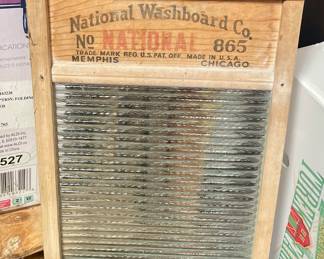 National Washboard Co.
No NATIONAL 865
TRADE MARK REG. U.S. PAT. OFF. MADE IN U.S.A.
MEMPHIS CHICAGO
527